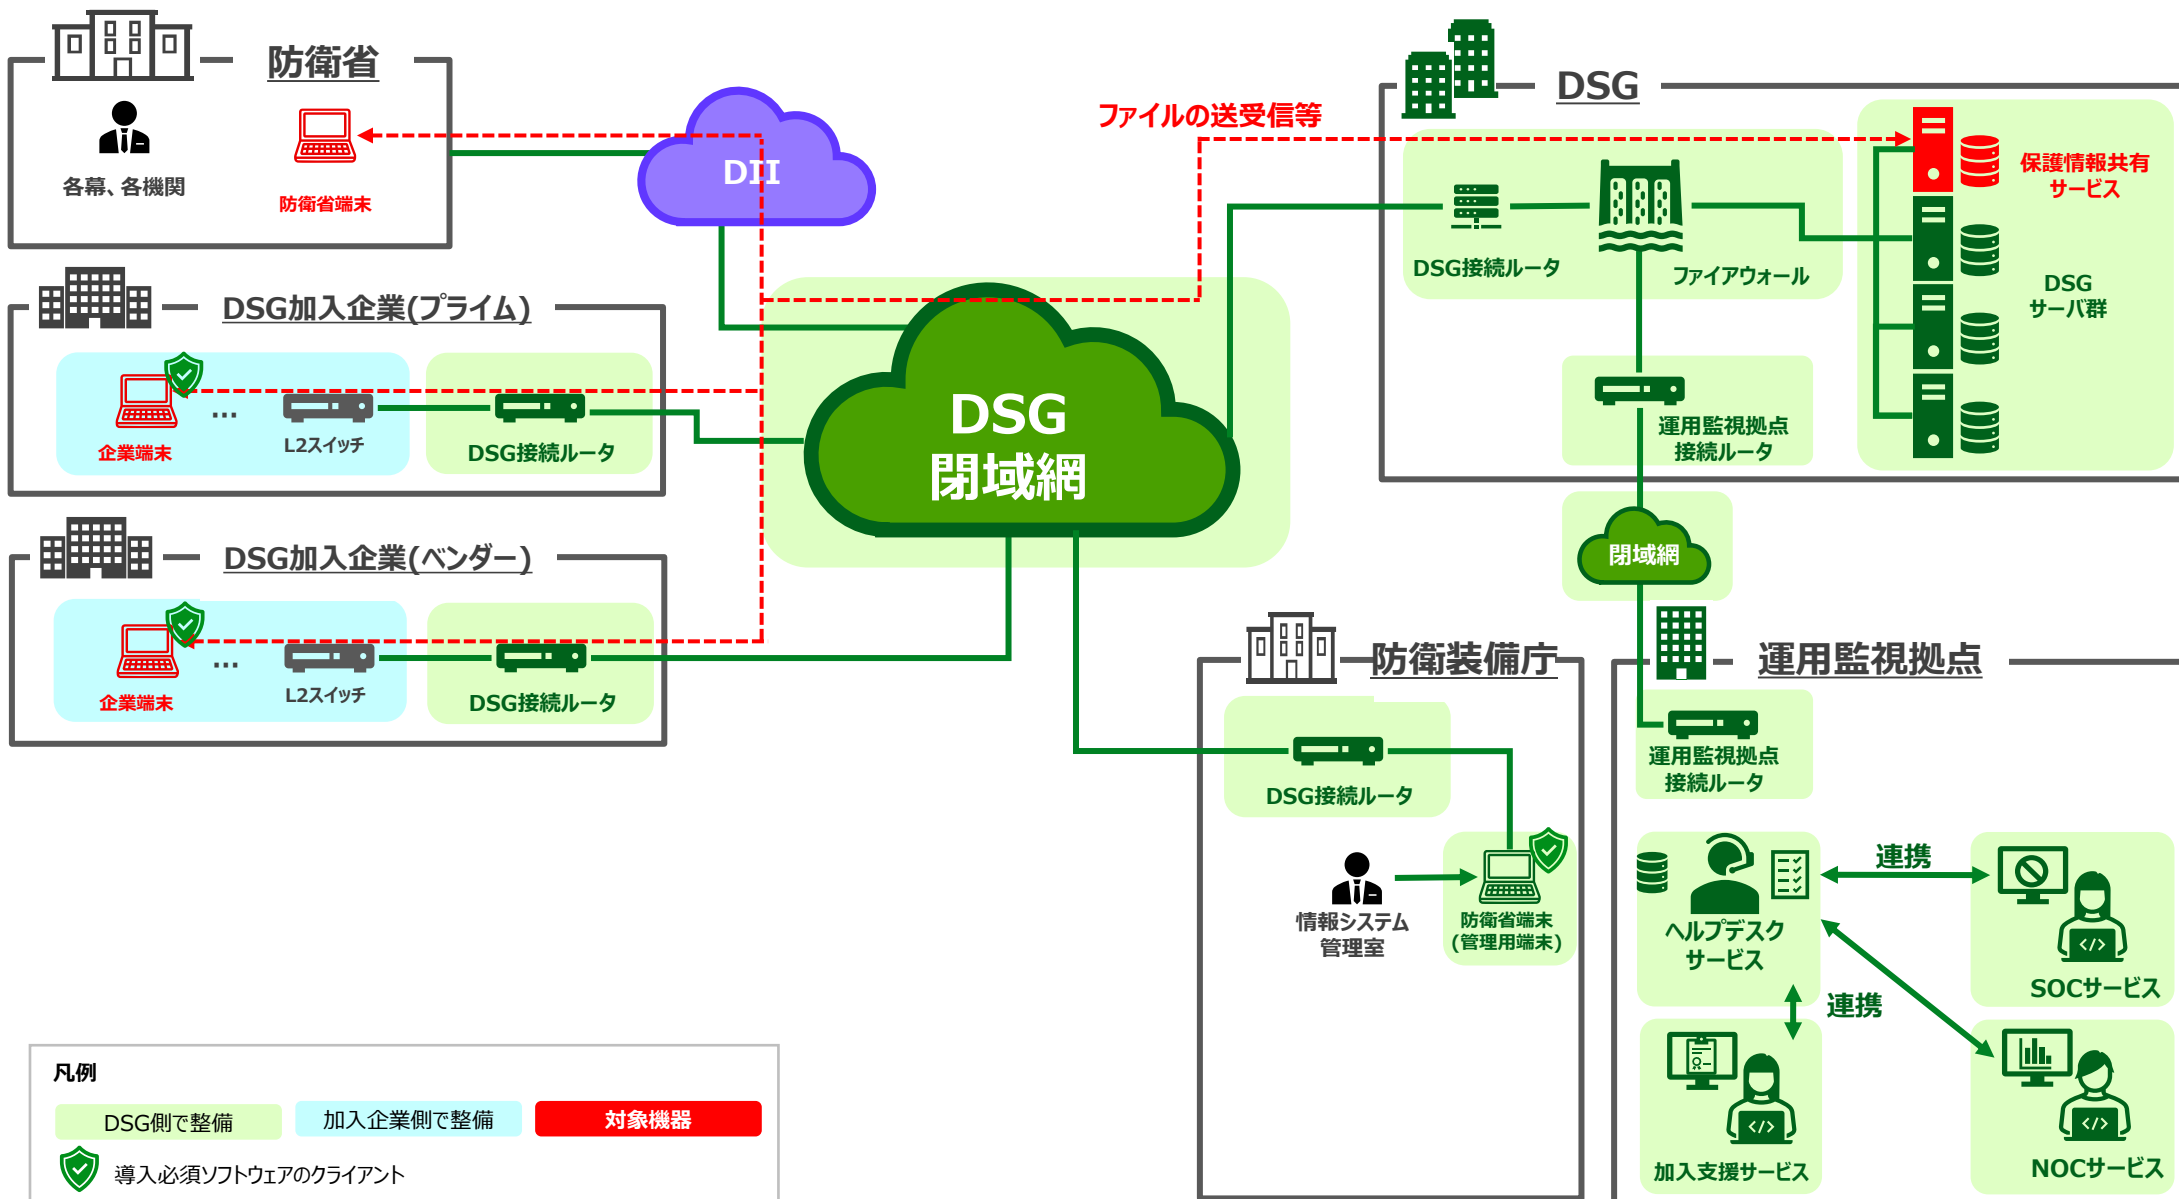 防衛省
各幕、各機関
防衛省端末
DII
ファイルの送受信等
DSG
DSG接続ルータ
ファイアウォール
保護情報共有
サービス
DSG
サーバ群
運用監視拠点
接続ルータ
DSG加入企業(プライム)
企業端末
…
L2スイッチ
DSG接続ルータ
DSG
閉域網
DSG加入企業(ベンダー)
企業端末
…
L2スイッチ
DSG接続ルータ
閉域網
防衛装備庁
DSG接続ルータ
情報システム
管理室
防衛省端末
(管理用端末)
運用監視拠点
運用監視拠点
接続ルータ
ヘルプデスク
サービス
連携
SOCサービス
連携
加入支援サービス
NOCサービス
凡例
DSG側で整備
加入企業側で整備
対象機器
導入必須ソフトウェアのクライアント